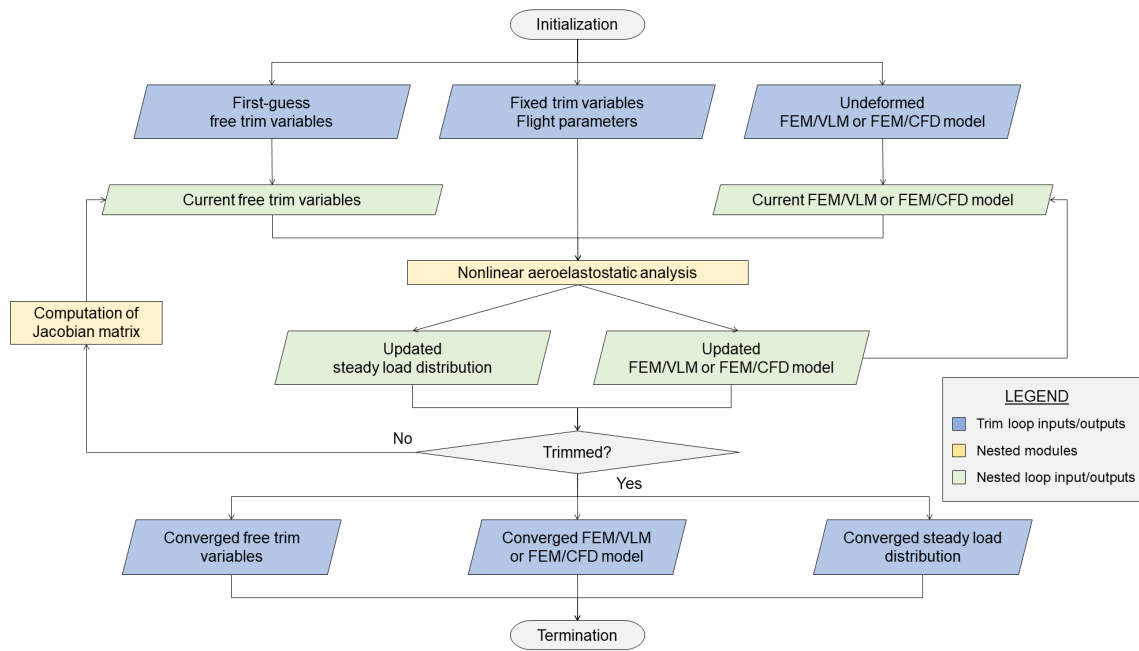 Initialization
First-guess
free trim variables
Fixed trim variables
Flight parameters
Undeformed
FEM/VLM or FEM/CFD model
Current free trim variables
Current FEM/VLM or FEM/CFD model
Nonlinear aeroelastostatic analysis
Computation of
Jacobian matrix
Updated
steady load distribution
Updated
FEM/VLM or FEM/CFD model
LEGEND
Trim loop inputs/outputs
Nested modules
Nested loop input/outputs
No
Trimmed?
Yes
Converged free trim
variables
Converged FEM/VLM
or FEM/CFD model
Converged steady load
distribution
Termination